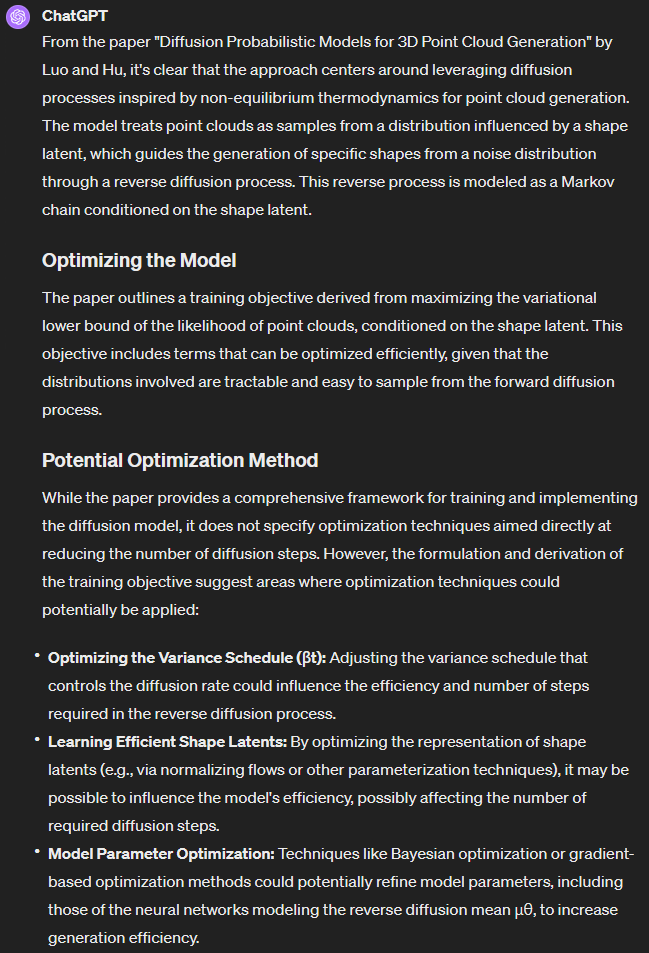 ChatGPT
From the paper "Diffusion Probabilistic Models for 3D Point Cloud Generation" by
Luo and Hu, it's clear that the approach centers around leveraging diffusion
processes inspired by non-equilibrium thermodynamics for point cloud generation.
The model treats point clouds as samples from a distribution influenced by a shape
latent, which guides the generation of specific shapes from a noise distribution
through a reverse diffusion process. This reverse process is modeled as a Markov
chain conditioned on the shape latent.
Optimizing the Model
The paper outlines a training objective derived from maximizing the variational
lower bound of the likelihood of point clouds, conditioned on the shape latent. This
objective includes terms that can be optimized efficiently, given that the
distributions involved are tractable and easy to sample from the forward diffusion
process.
Potential Optimization Method
While the paper provides a comprehensive framework for training and implementing
the diffusion model, it does not specify optimization techniques aimed directly at
reducing the number of diffusion steps. However, the formulation and derivation of
the training objective suggest areas where optimization techniques could
potentially be applied:
• Optimizing the Variance Schedule (βt): Adjusting the variance schedule that
controls the diffusion rate could influence the efficiency and number of steps
required in the reverse diffusion process.
• Learning Efficient Shape Latents: By optimizing the representation of shape
latents (e.g., via normalizing flows or other parameterization techniques), it may be
possible to influence the model's efficiency, possibly affecting the number of
required diffusion steps.
• Model Parameter Optimization: Techniques like Bayesian optimization or gradient-
based optimization methods could potentially refine model parameters, including
those of the neural networks modeling the reverse diffusion mean μθ, to increase
generation efficiency.